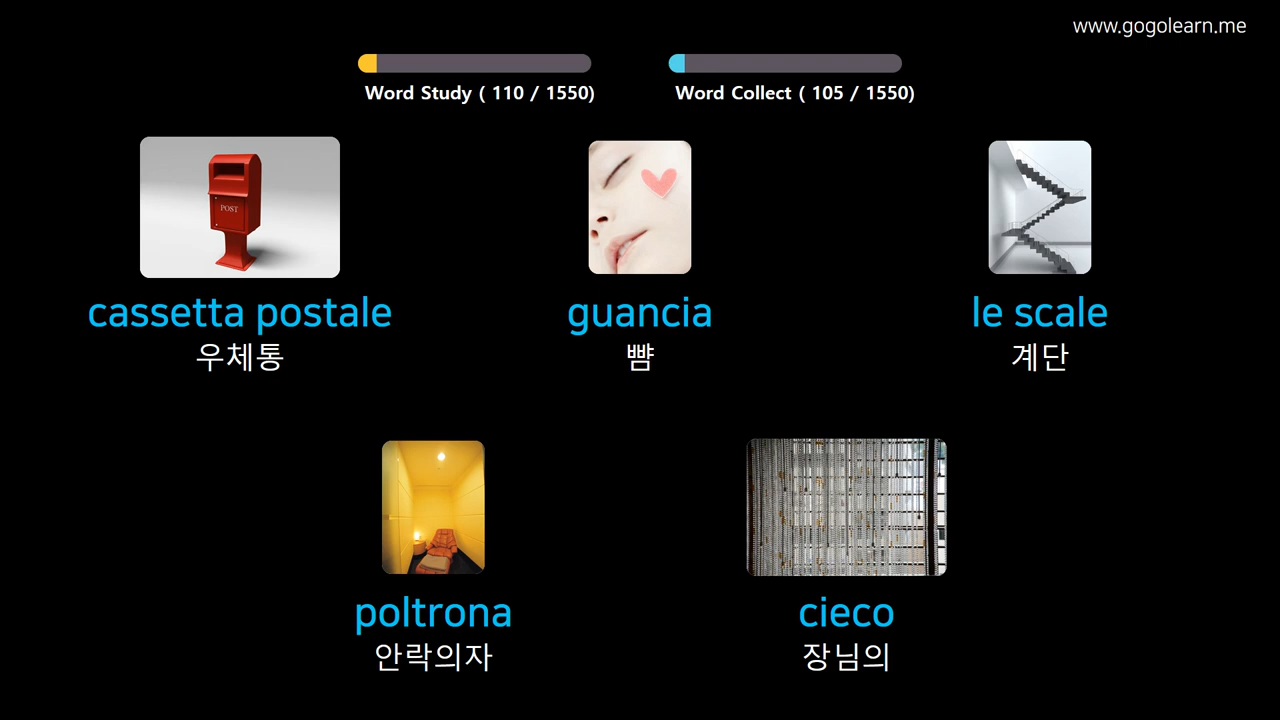 www.gogolearn.me
Word Study ( 110 / 1550)
Word Collect ( 105 / 1550)
POST
cassetta postale
우체통
guancia
뺨
le scale
계단
poltrona
안락의자
cieco
장님의